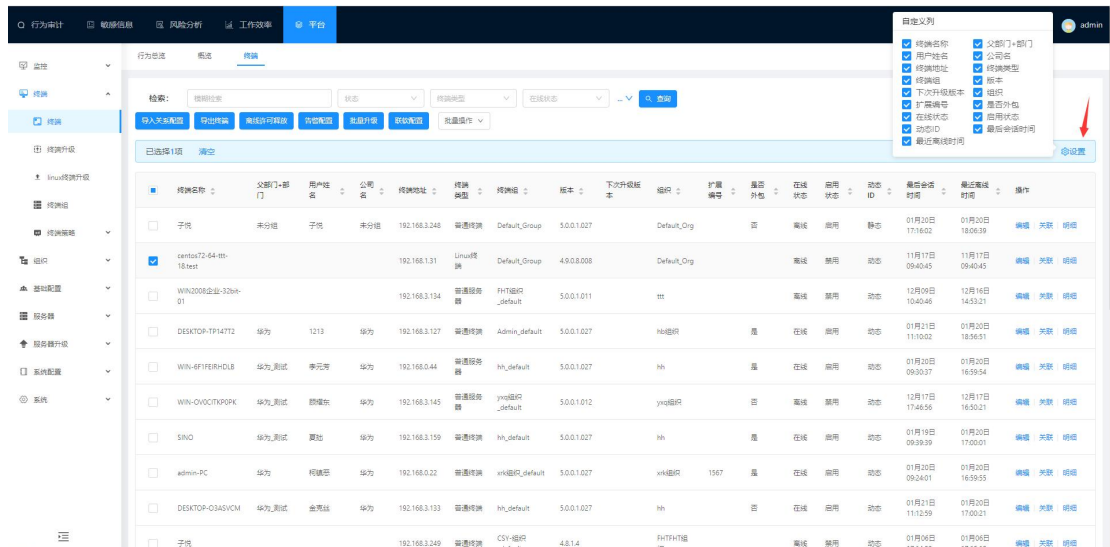 行为审计 敏感信息 风险分析 工作效率 平台 admin
自定义列
终端名称 父部门+部门
用户姓名 公司名
终端地址 终端类型
终端组 版本
下次升级版本 组织
扩展编号 是否外包
在线状态 启用状态
动态ID 最后会话时间
最近离线时间
监控
终端
终端
终端升级
linux终端升级
终端组
终端策略
组织
基础配置
服务器
服务器升级
系统配置
系统
行为总览 概览 终端
检索: 模糊检索 状态 终端类型 在线状态 ... 查询
导入关系配置 导出终端 离线许可释放 告警配置 批量升级 批量操作
已选择1项 清空 设置
终端名称 父部门+部门 用户姓名 公司名 终端地址 终端类型 终端组 版本 下次升级版本 组织 扩展编号 是否外包 在线状态 启用状态 动态ID 最后会话时间 最近离线时间 操作
子悦 未分组 子悦 未分组 192.168.3.248 普通终端 Default_Group 5.0.0.1.027 Default_Org 否 离线 启用 静态 01月20日 17:16:02 01月20日 18:06:39 编辑 关联 明细
centos72-64-ttt-18.test 192.168.1.31 Linux终端 Default_Group 4.9.0.8.008 Default_Org 离线 禁用 动态 11月17日 09:40:45 11月17日 09:40:45 编辑 关联 明细
WIN2008企业-32bit-01 192.168.3.134 普通服务器 FHT组织_default 5.0.0.1.011 ttt 离线 禁用 动态 12月09日 10:40:46 12月16日 14:53:21 编辑 关联 明细
DESKTOP-TP147T2 华为 1213 华为 192.168.3.127 普通终端 Admin_default 5.0.0.1.027 hbl组织 是 在线 启用 动态 01月21日 11:10:02 01月20日 18:56:51 编辑 关联 明细
WIN-6F1FEIRHDLB 华为_测试 李元芳 华为 192.168.0.44 普通服务器 hh_default 5.0.0.1.027 hh 是 在线 启用 动态 01月20日 09:30:37 01月20日 16:59:54 编辑 关联 明细
WIN-OV0CITKP0PK 华为_测试 顾耀东 华为 192.168.3.145 普通服务器 yxq组织_default 5.0.0.1.012 yxq组织 否 离线 启用 动态 12月17日 17:46:56 12月17日 16:50:21 编辑 关联 明细
SINO 华为_测试 夏础 华为 192.168.3.159 普通终端 hh_default 5.0.0.1.027 hh 是 在线 启用 动态 01月19日 09:39:39 01月20日 17:00:01 编辑 关联 明细
admin-PC 华为 柯镇恶 华为 192.168.0.22 普通终端 xrk组织_default 5.0.0.1.027 xrk组织 1567 是 在线 启用 动态 01月20日 09:24:01 01月20日 16:59:55 编辑 关联 明细
DESKTOP-O3ASVCM 华为_测试 金克丝 华为 192.168.3.133 普通终端 hh_default 5.0.0.1.027 hh 否 在线 启用 动态 01月21日 11:12:59 01月20日 17:00:21 编辑 关联 明细
子悦 192.168.3.249 普通终端 CSY-组织 4.8.1.4 FHTFHT组 离线 禁用 动态 01月06日 01月06日 编辑 关联 明细